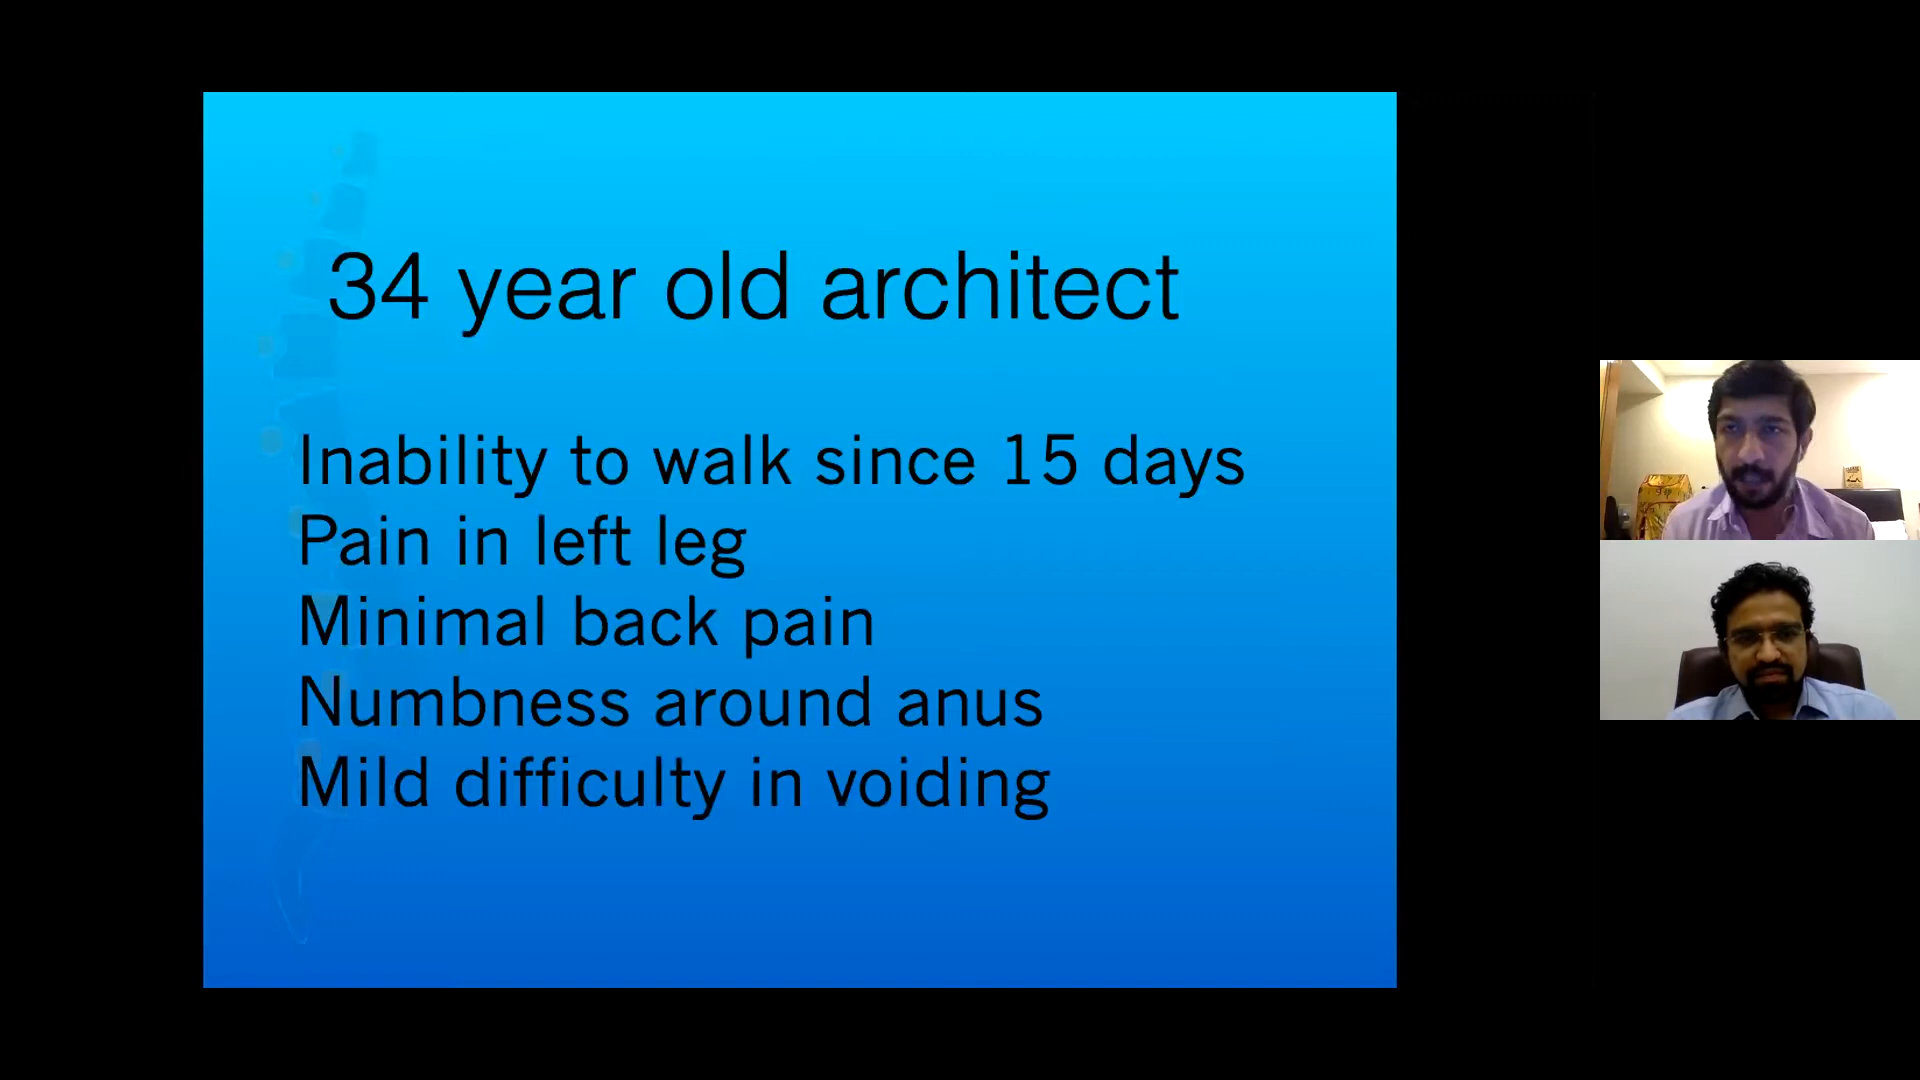 34 year old architect
Inability to walk since 15 days
Pain in left leg
Minimal back pain
Numbness around anus
Mild difficulty in voiding